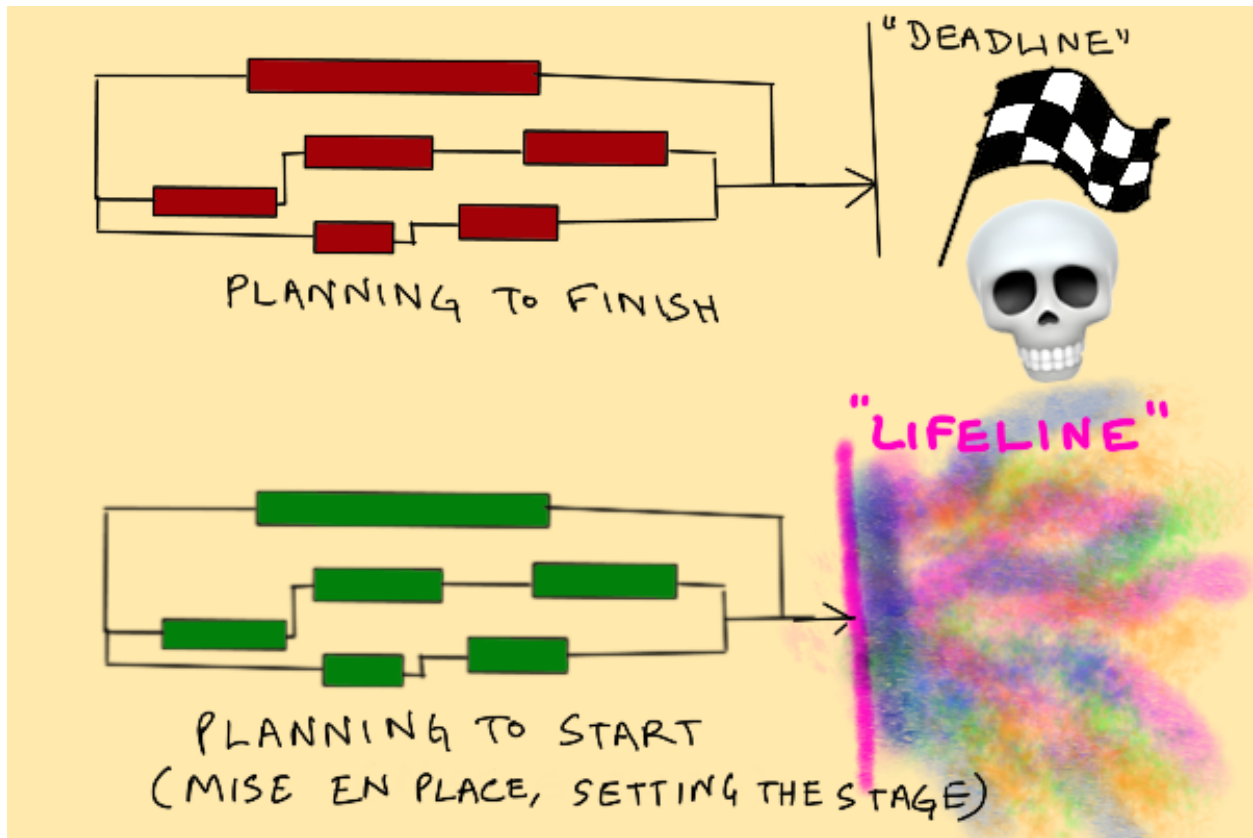 "DEADLINE"
PLANNING TO FINISH
"LIFELINE"
PLANNING TO START
(MISE EN PLACE, SETTING THE STAGE)